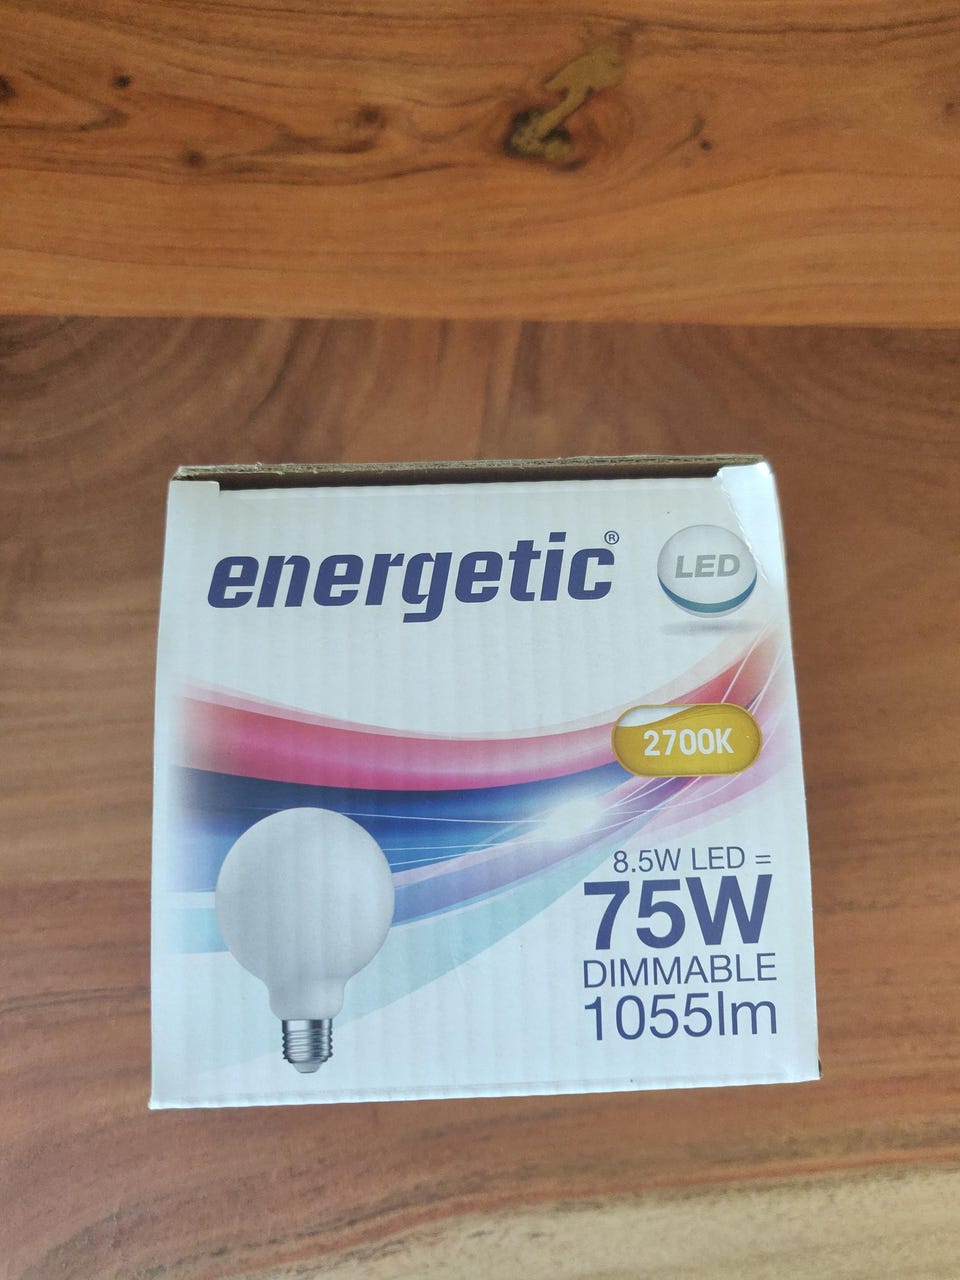 energetic®
LED
2700K
8.5W LED =
75W
DIMMABLE
1055lm